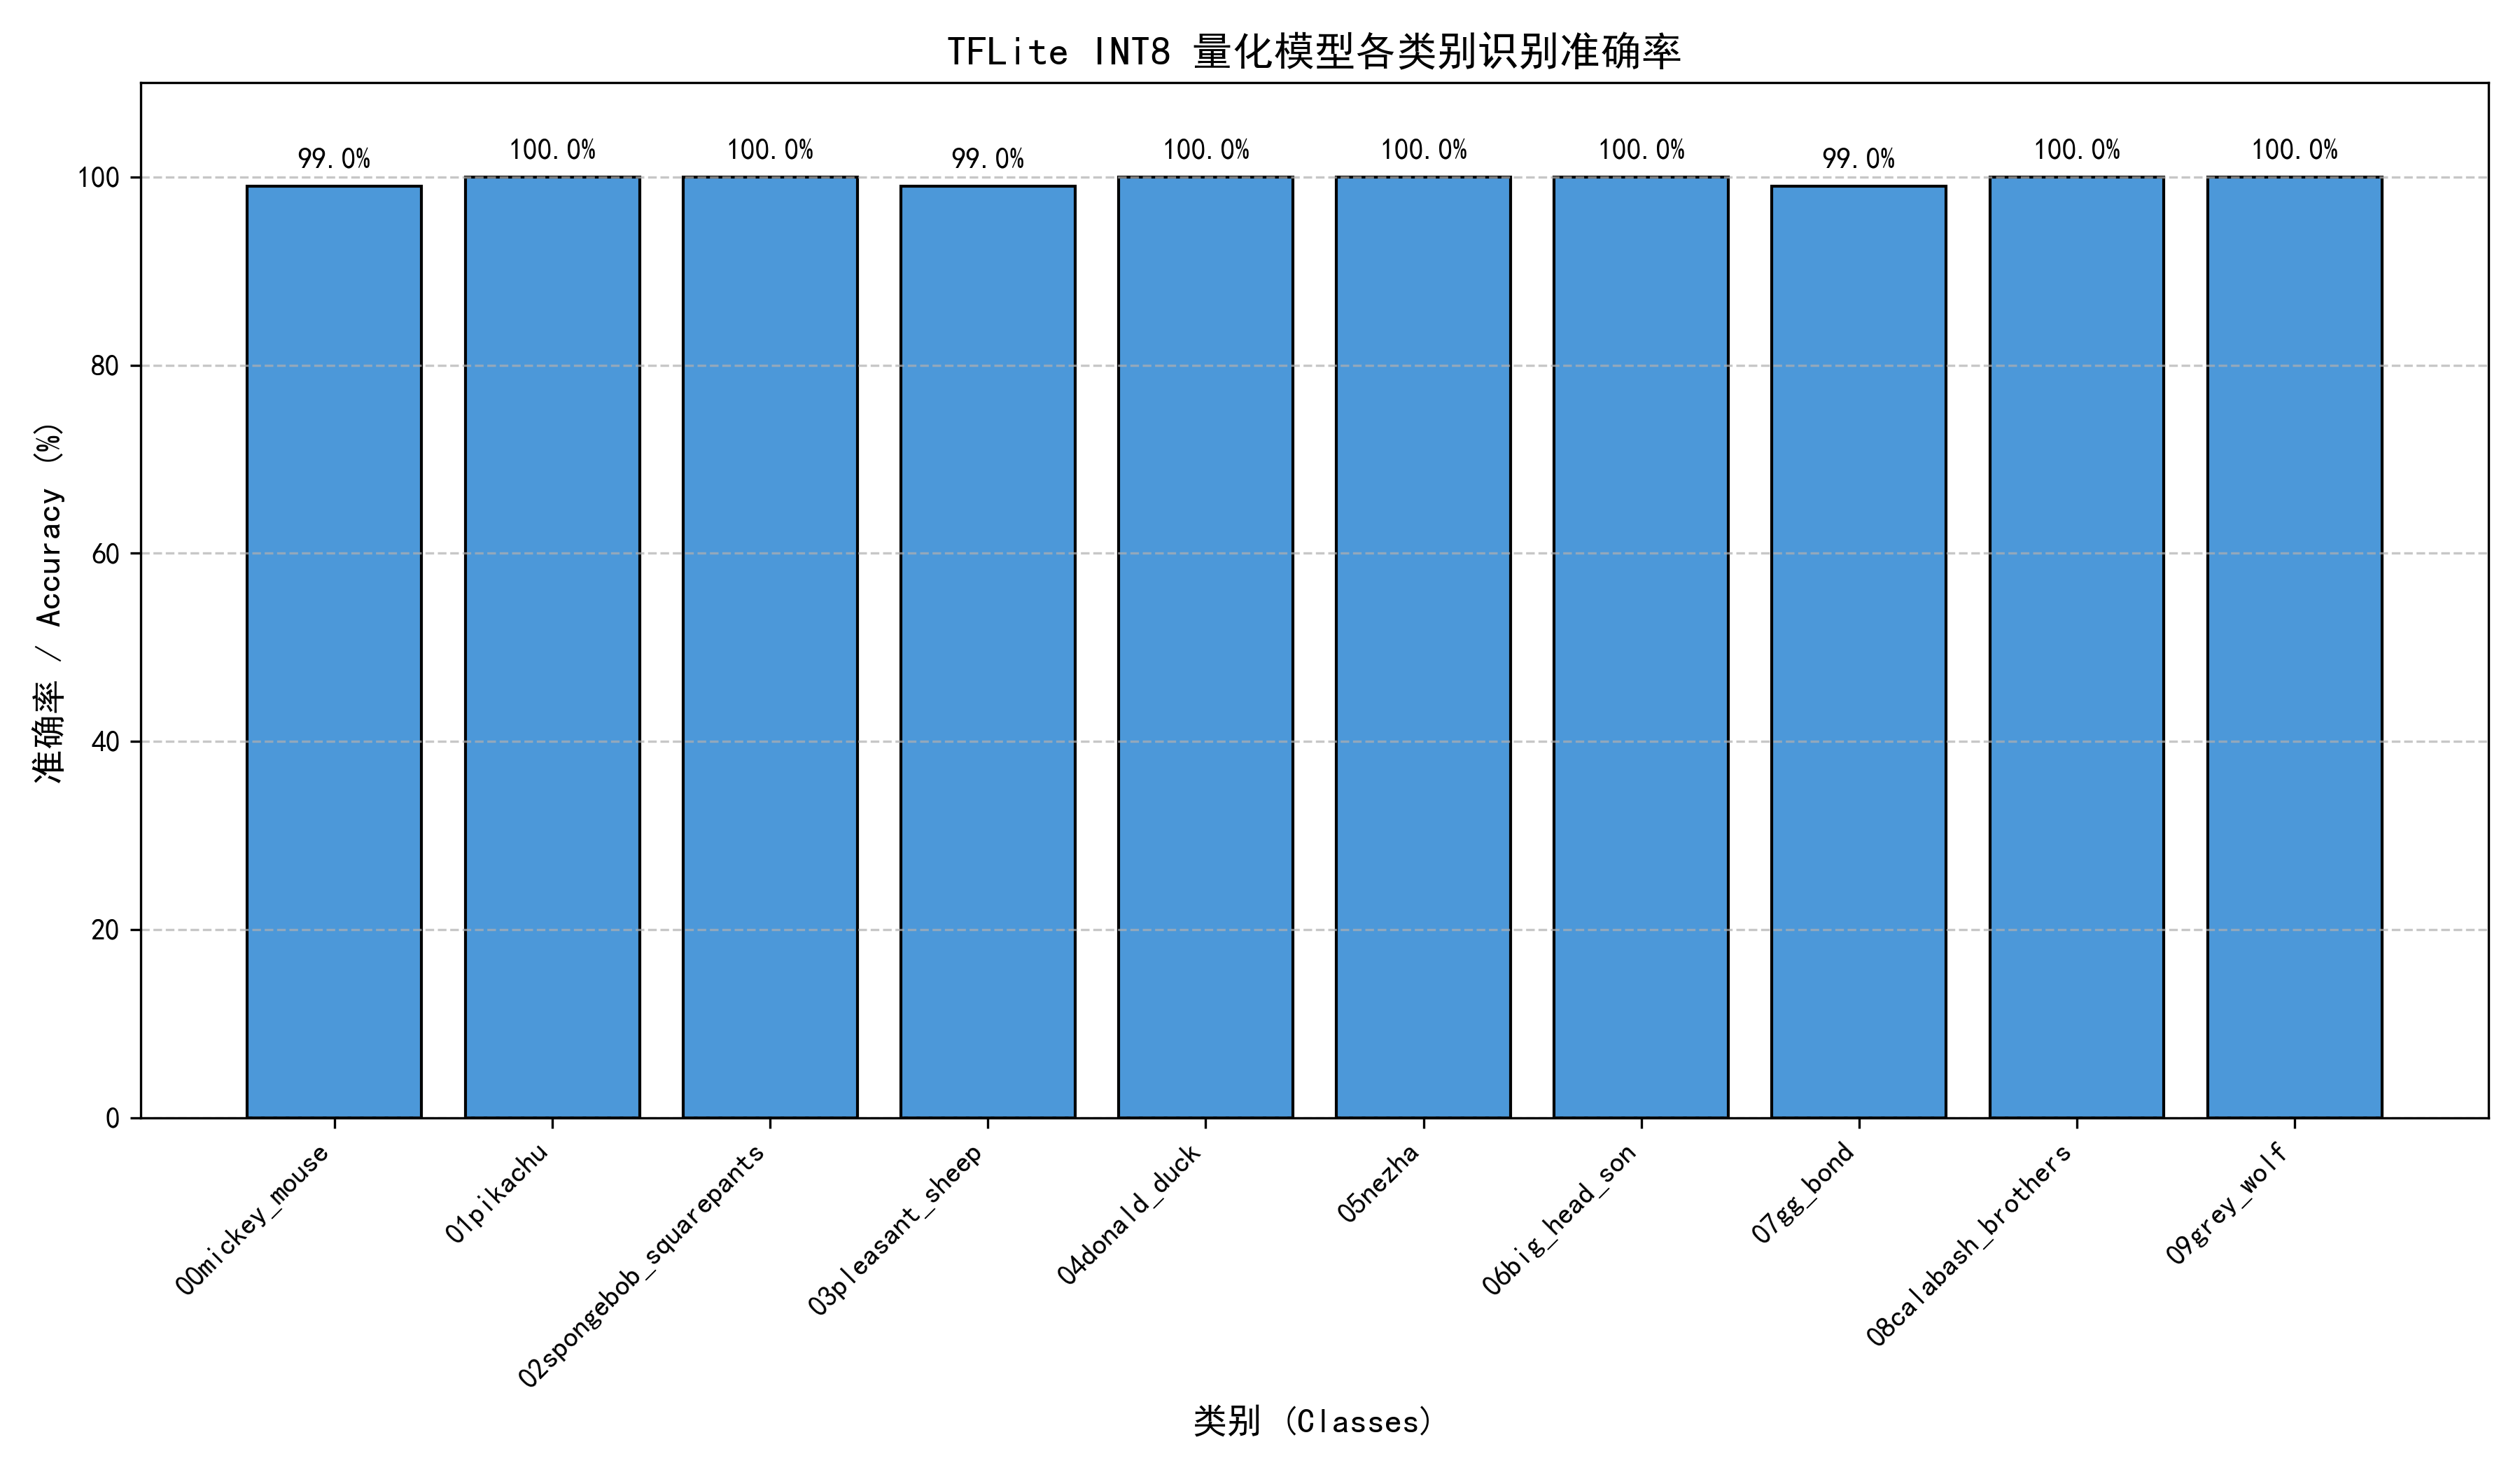 TFLite INT8 量化模型各类别识别准确率
准确率 / Accuracy (%)
100
80
60
40
20
0
99.0%
100.0%
100.0%
99.0%
100.0%
100.0%
100.0%
99.0%
100.0%
100.0%
00mickey_mouse
01pikachu
02spongebob_squarepants
03pleasant_sheep
04donald_duck
05nezha
06big_head_son
07gg_bond
08calabash_brothers
09grey_wolf
类别 (Classes)